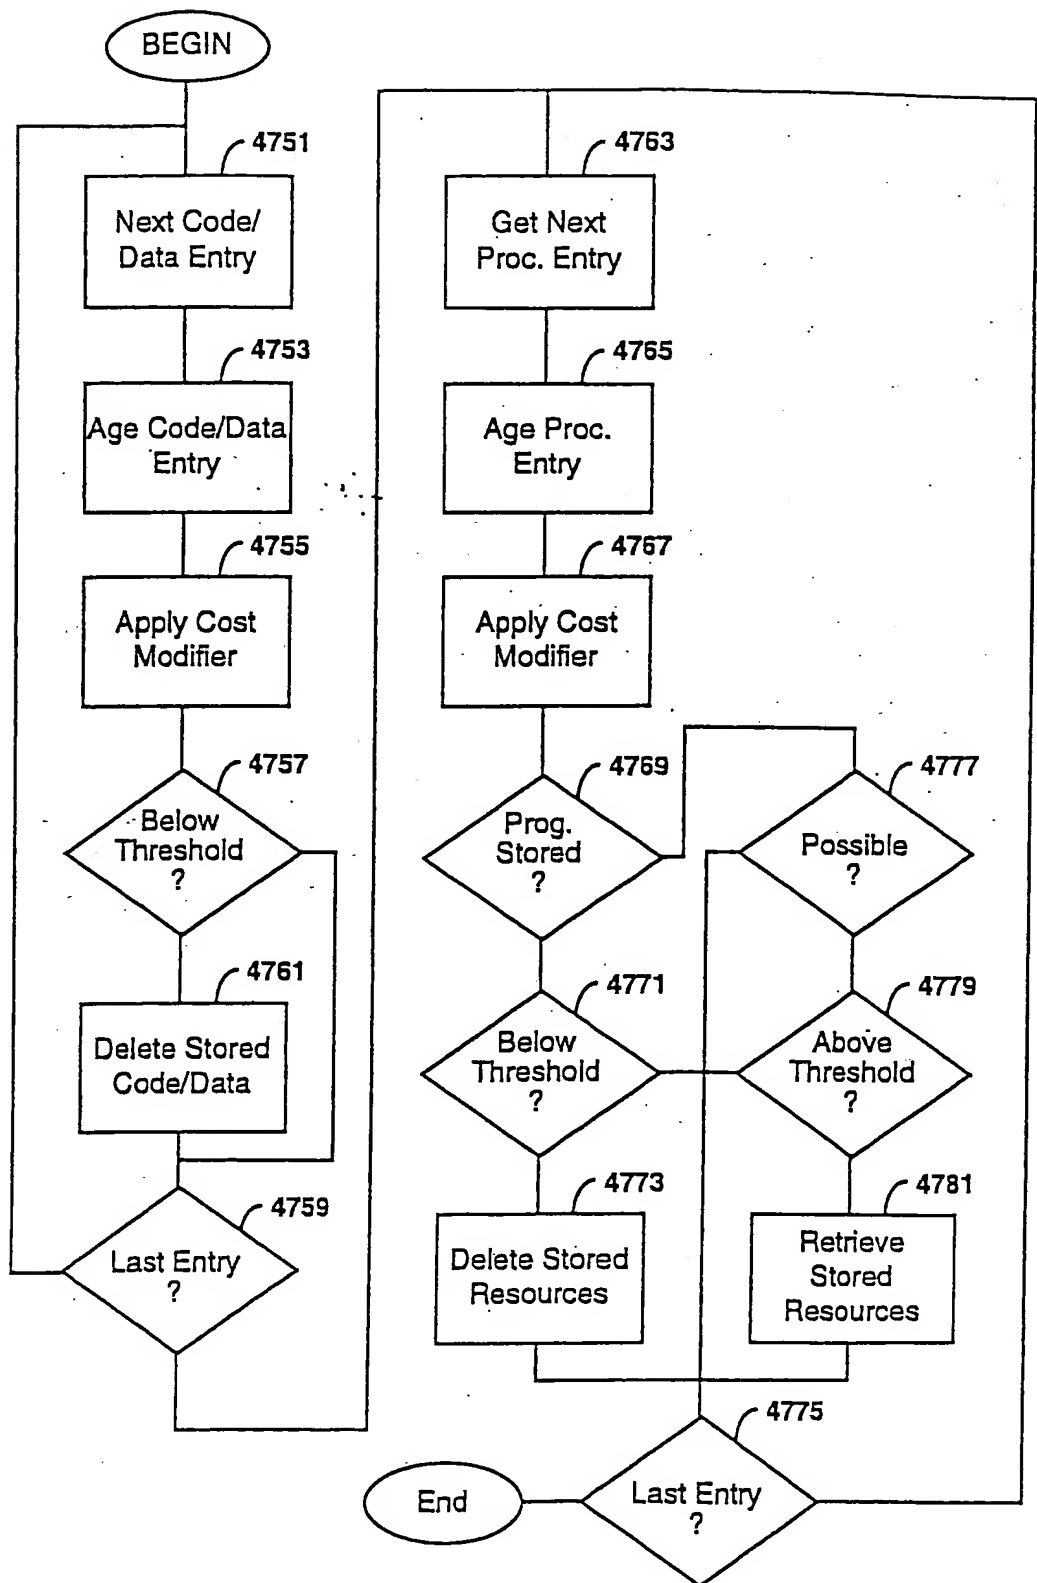 BEGIN
4751
Next Code/
Data Entry
4753
Age Code/Data
Entry
4755
Apply Cost
Modifier
4757
Below
Threshold
?
4761
Delete Stored
Code/Data
4759
Last Entry
?
4763
Get Next
Proc. Entry
4765
Age Proc.
Entry
4767
Apply Cost
Modifier
4769
Prog.
Stored
?
4777
Possible
?
4771
Below
Threshold
?
4779
Above
Threshold
?
4773
Delete Stored
Resources
4781
Retrieve
Stored
Resources
4775
Last Entry
?
End